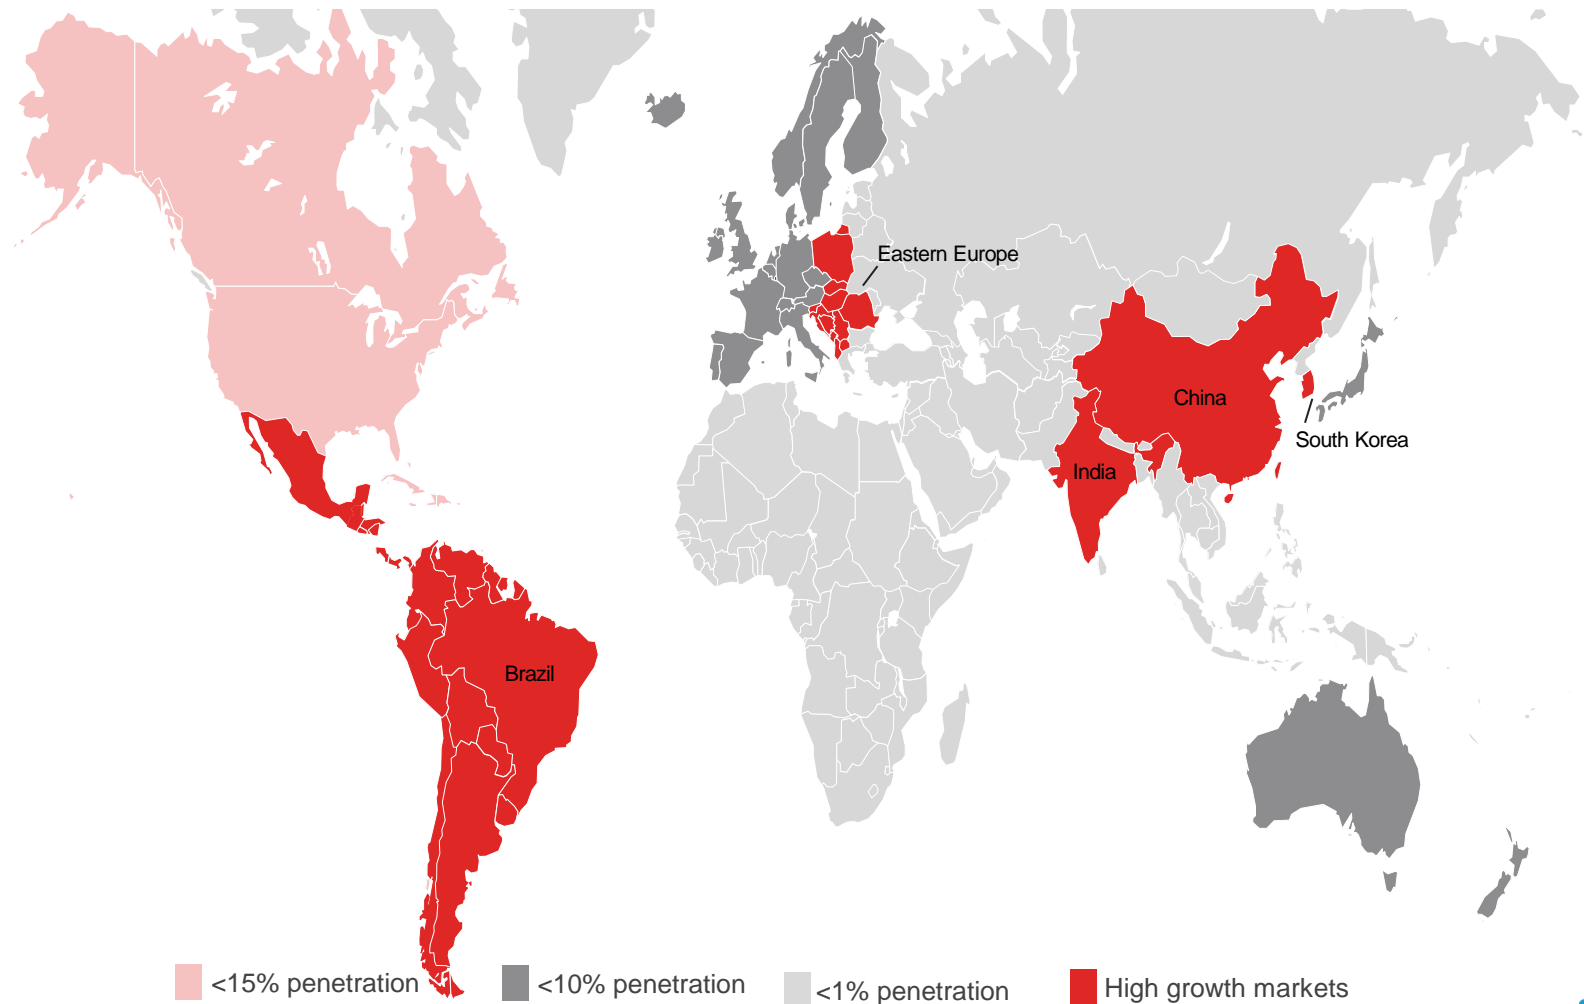 Eastern Europe
China
South Korea
India
Brazil
<15% penetration
<10% penetration
<1% penetration
High growth markets